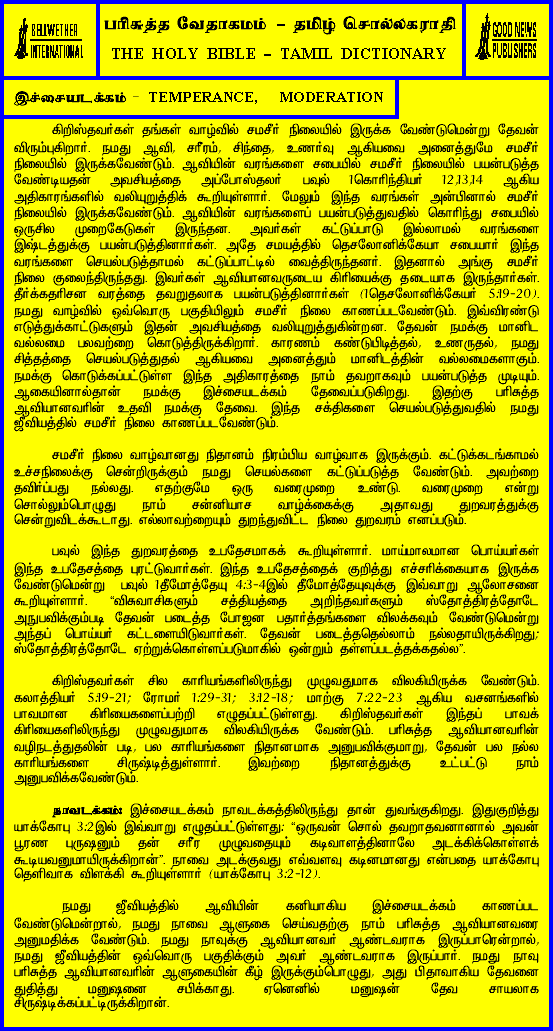 BELLWETHER
INTERNATIONAL
பரிசுத்த வேதாகமம் – தமிழ் சொல்லகராதி
THE HOLY BIBLE – TAMIL DICTIONARY
GOOD NEWS
PUBLISHERS
இச்சையடக்கம் – TEMPERANCE, MODERATION
கிறிஸ்தவர்கள் தங்கள் வாழ்வில் சமசீர் நிலையில் இருக்க வேண்டுமென்று தேவன்
விரும்புகிறார். நமது ஆவி, சரீரம், சிந்தை, உணர்வு ஆகியவை அனைத்துமே சமசீர்
நிலையில் இருக்கவேண்டும். ஆவியின் வரங்களை சபையில் சமசீர் நிலையில் பயன்படுத்த
வேண்டியதன் அவசியத்தை அப்போஸ்தலர் பவுல் 1கொரிந்தியர் 12,13,14 ஆகிய
அதிகாரங்களில் வலியுறுத்திக் கூறியுள்ளார். மேலும் இந்த வரங்கள் அன்பினால் சமசீர்
நிலையில் இருக்கவேண்டும். ஆவியின் வரங்களைப் பயன்படுத்துவதில் கொரிந்து சபையில்
ஒருசில முறைகேடுகள் இருந்தன. அவர்கள் கட்டுப்பாடு இல்லாமல் வரங்களை
இஷ்டத்துக்கு பயன்படுத்தினார்கள். அதே சமயத்தில் தெசலோனிக்கேயா சபையார் இந்த
வரங்களை செயல்படுத்தாமல் கட்டுப்பாட்டில் வைத்திருந்தனர். இதனால் அங்கு சமசீர்
நிலை குலைந்திருந்தது. இவர்கள் ஆவியானவருடைய கிரியைக்கு தடையாக இருந்தார்கள்.
தீர்க்கதரிசன வரத்தை தவறுதலாக பயன்படுத்தினார்கள் (1தெசலோனிக்கேயர் 5:19-20).
நமது வாழ்வில் ஒவ்வொரு பகுதியிலும் சமசீர் நிலை காணப்படவேண்டும். இவ்விரண்டு
எடுத்துக்காட்டுகளும் இதன் அவசியத்தை வலியுறுத்துகின்றன. தேவன் நமக்கு மானிட
வல்லமை பலவற்றை கொடுத்திருக்கிறார். காரணம் கண்டுபிடித்தல், உணருதல், நமது
சித்தத்தை செயல்படுத்துதல் ஆகியவை அனைத்தும் மானிடத்தின் வல்லமைகளாகும்.
நமக்கு கொடுக்கப்பட்டுள்ள இந்த அதிகாரத்தை நாம் தவறாகவும் பயன்படுத்த முடியும்.
ஆகையினால்தான் நமக்கு இச்சையடக்கம் தேவைப்படுகிறது. இதற்கு பரிசுத்த
ஆவியானவரின் உதவி நமக்கு தேவை. இந்த சக்திகளை செயல்படுத்துவதில் நமது
ஜீவியத்தில் சமசீர் நிலை காணப்படவேண்டும்.
சமசீர் நிலை வாழ்வானது நிதானம் நிரம்பிய வாழ்வாக இருக்கும். கட்டுக்கடங்காமல்
உச்சநிலைக்கு சென்றிருக்கும் நமது செயல்களை கட்டுப்படுத்த வேண்டும். அவற்றை
தவிர்ப்பது நல்லது. எதற்குமே ஒரு வரைமுறை உண்டு. வரைமுறை என்று
சொல்லும்பொழுது நாம் சன்னியாச வாழ்க்கைக்கு அதாவது துறவரத்துக்கு
சென்றுவிடக்கூடாது. எல்லாவற்றையும் துறந்துவிட்ட நிலை துறவரம் எனப்படும்.
பவுல் இந்த துறவரத்தை உபதேசமாகக் கூறியுள்ளார். மாய்மாலமான பொய்யர்கள்
இந்த உபதேசத்தை புரட்டுவார்கள். இந்த உபதேசத்தைக் குறித்து எச்சரிக்கையாக இருக்க
வேண்டுமென்று பவுல் 1தீமோத்தேயு 4:3-4இல் தீமோத்தேயுவுக்கு இவ்வாறு ஆலோசனை
கூறியுள்ளார். “விசுவாசிகளும் சத்தியத்தை அறிந்தவர்களும் ஸ்தோத்திரத்தோடே
அநுபவிக்கும்படி தேவன் படைத்த போஜன பதார்த்தங்களை விலக்கவும் வேண்டுமென்று
அந்தப் பொய்யர் கட்டளையிடுவார்கள். தேவன் படைத்ததெல்லாம் நல்லதாயிருக்கிறது;
ஸ்தோத்திரத்தோடே ஏற்றுக்கொள்ளப்படுமாகில் ஒன்றும் தள்ளப்படத்தக்கதல்ல”.
கிறிஸ்தவர்கள் சில காரியங்களிலிருந்து முழுவதுமாக விலகியிருக்க வேண்டும்.
கலாத்தியர் 5:19-21; ரோமர் 1:29-31; 3:12-18; மாற்கு 7:22-23 ஆகிய வசனங்களில்
பாவமான கிரியைகளைப்பற்றி எழுதப்பட்டுள்ளது. கிறிஸ்தவர்கள் இந்தப் பாவக்
கிரியைகளிலிருந்து முழுவதுமாக விலகியிருக்க வேண்டும். பரிசுத்த ஆவியானவரின்
வழிநடத்துதலின் படி, பல காரியங்களை நிதானமாக அனுபவிக்குமாறு, தேவன் பல நல்ல
காரியங்களை சிருஷ்டித்துள்ளார். இவற்றை நிதானத்துக்கு உட்பட்டு நாம்
அனுபவிக்கவேண்டும்.
நாவடக்கம்: இச்சையடக்கம் நாவடக்கத்திலிருந்து தான் துவங்குகிறது. இதுகுறித்து
யாக்கோபு 3:2இல் இவ்வாறு எழுதப்பட்டுள்ளது; “ஒருவன் சொல் தவறாதவனானால் அவன்
பூரண புருஷனும் தன் சரீர முழுவதையும் கடிவாளத்தினாலே அடக்கிக்கொள்ளக்
கூடியவனுமாயிருக்கிறான்”. நாவை அடக்குவது எவ்வளவு கடினமானது என்பதை யாக்கோபு
தெளிவாக விளக்கி கூறியுள்ளார் (யாக்கோபு 3:2-12).
நமது ஜீவியத்தில் ஆவியின் கனியாகிய இச்சையடக்கம் காணப்பட
வேண்டுமென்றால், நமது நாவை ஆளுகை செய்வதற்கு நாம் பரிசுத்த ஆவியானவரை
அனுமதிக்க வேண்டும். நமது நாவுக்கு ஆவியானவர் ஆண்டவராக இருப்பாரென்றால்,
நமது ஜீவியத்தின் ஒவ்வொரு பகுதிக்கும் அவர் ஆண்டவராக இருப்பார். நமது நாவு
பரிசுத்த ஆவியானவரின் ஆளுகையின் கீழ் இருக்கும்பொழுது, அது பிதாவாகிய தேவனை
துதித்து மனுஷனை சபிக்காது. ஏனெனில் மனுஷன் தேவ சாயலாக
சிருஷ்டிக்கப்பட்டிருக்கிறான்.